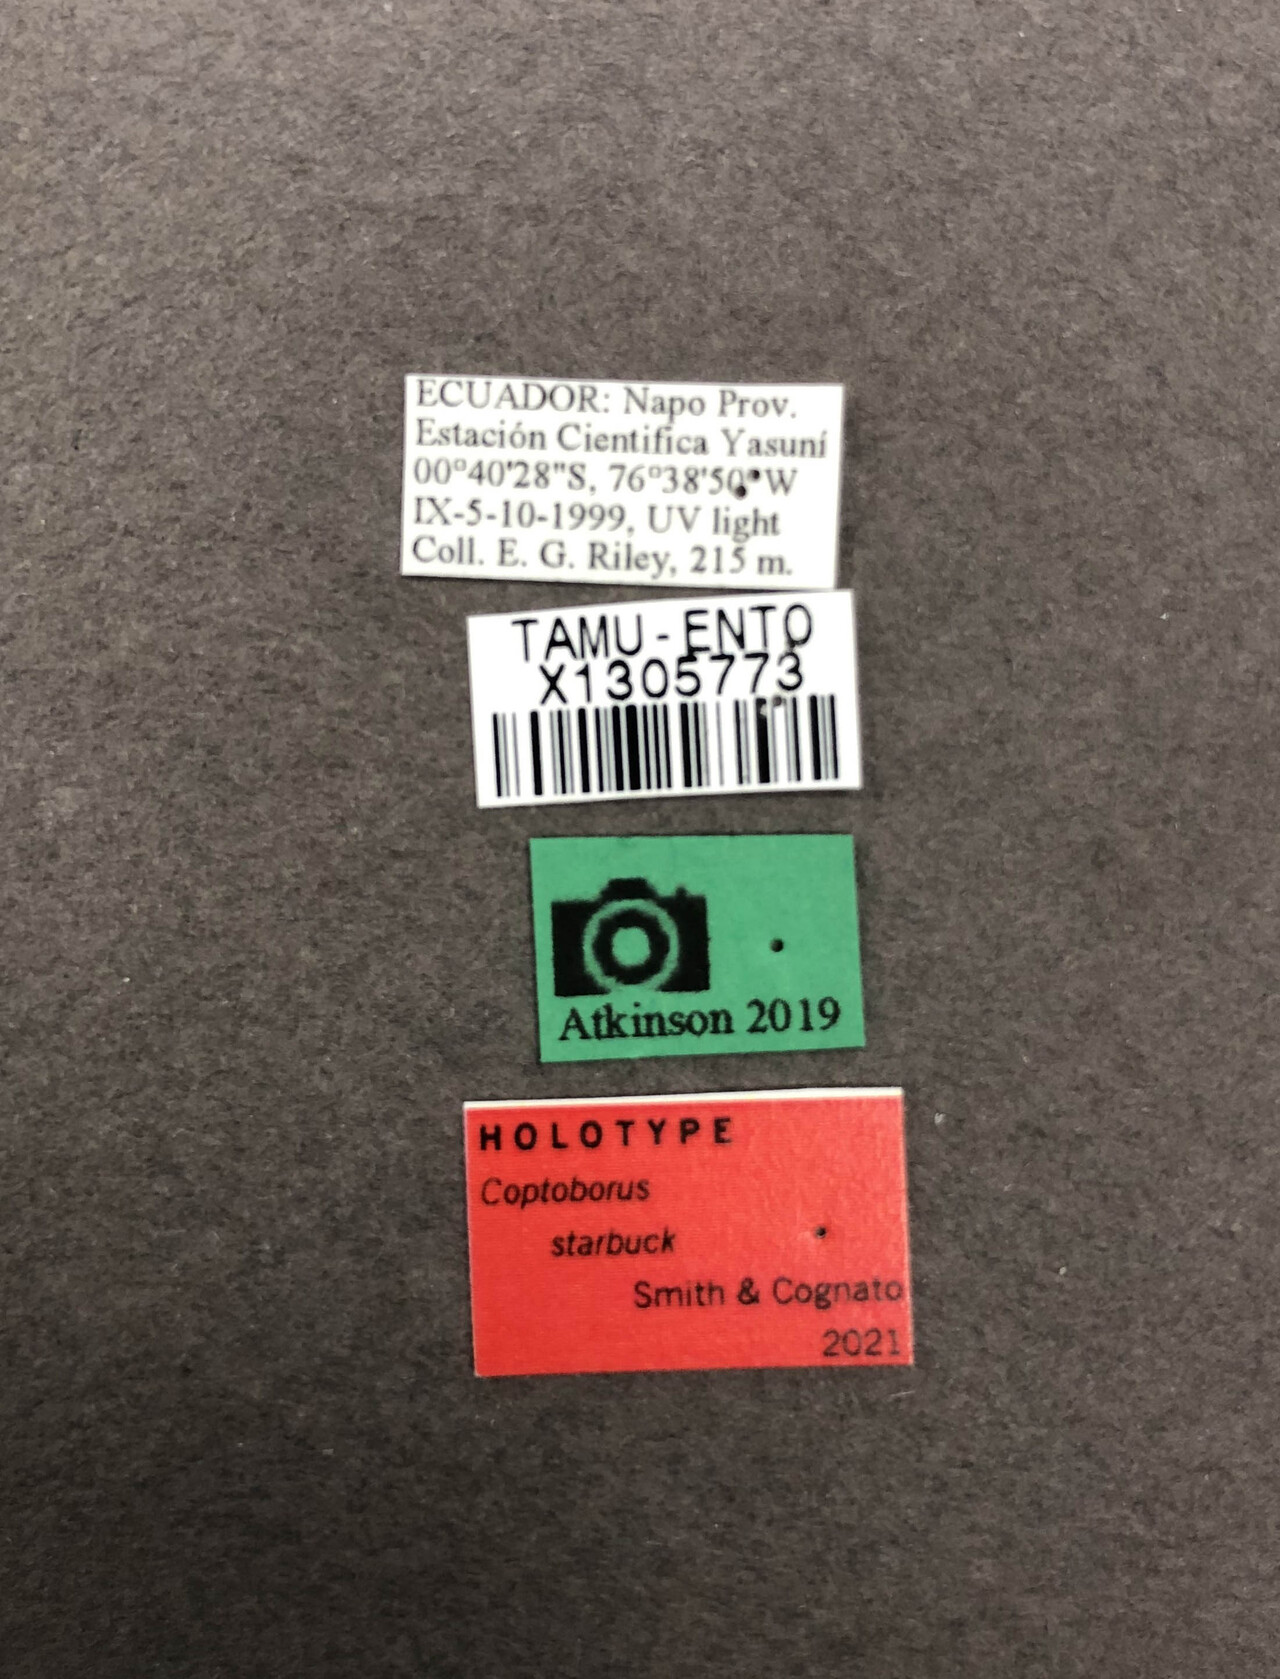 ECUADOR: Napo Prov.
Estación Cientifica Yasuní
00°40'28"S, 76°38'50"W
IX-5-10-1999, UV light
Coll. E. G. Riley, 215 m.
TAMU-ENTO
X1305773
Atkinson 2019
HOLOTYPE
Coptoborus
starbuck
Smith & Cognato
2021